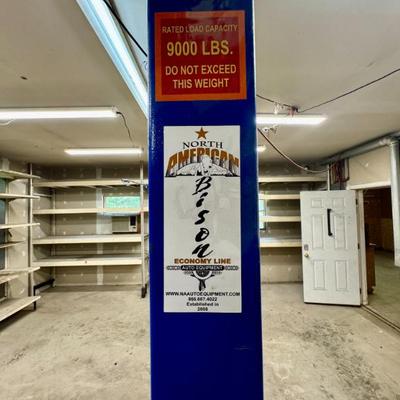 RATED LOAD CAPACITY
9000 LBS.
DO NOT EXCEED
THIS WEIGHT
NORTH
AMERICAN
Bison
ECONOMY LINE
AUTO EQUIPMENT
WWW.NAAUTOEQUIPMENT.COM
866.667.4022
Established in
2008